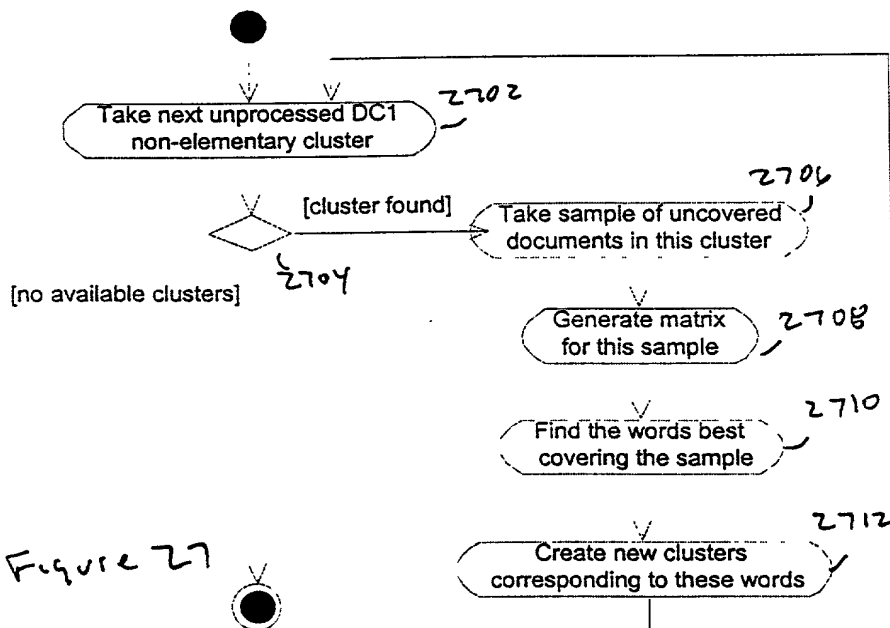 2702
Take next unprocessed DC1
non-elementary cluster
2706
[cluster found]
Take sample of uncovered
documents in this cluster
2704
[no available clusters]
Generate matrix
for this sample
2708
2710
Find the words best
covering the sample
2712
Create new clusters
corresponding to these words
Figure 27